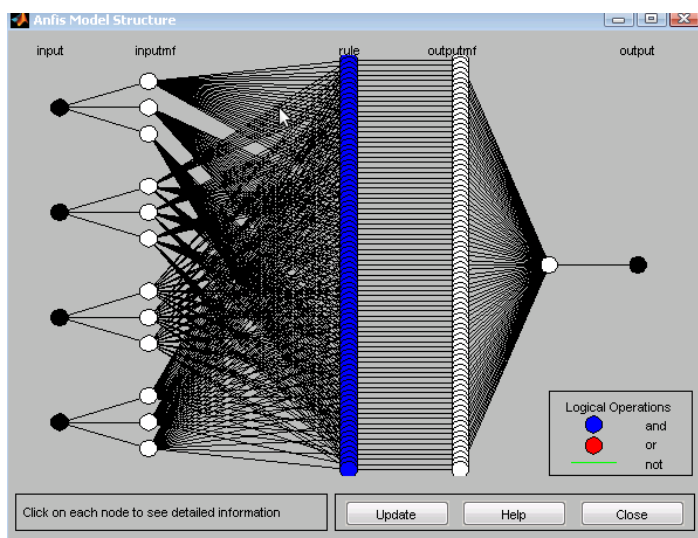 Anfis Model Structure
input inputmf rule outputmf output
Logical Operations
and
or
not
Click on each node to see detailed information
Update Help Close